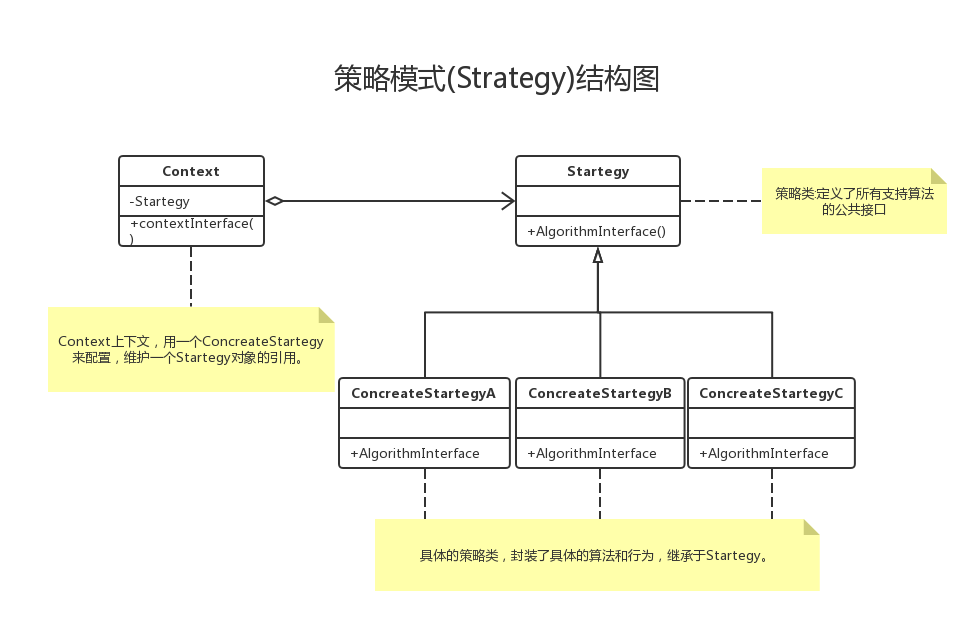 策略模式(Strategy)结构图
Context
-Startegy
+contextInterface(
)
Startegy
+AlgorithmInterface()
策略类:定义了所有支持算法
的公共接口
Context上下文，用一个ConcreateStartegy
来配置，维护一个Startegy对象的引用。
ConcreateStartegyA
+AlgorithmInterface
ConcreateStartegyB
+AlgorithmInterface
ConcreateStartegyC
+AlgorithmInterface
具体的策略类，封装了具体的算法和行为，继承于Startegy。